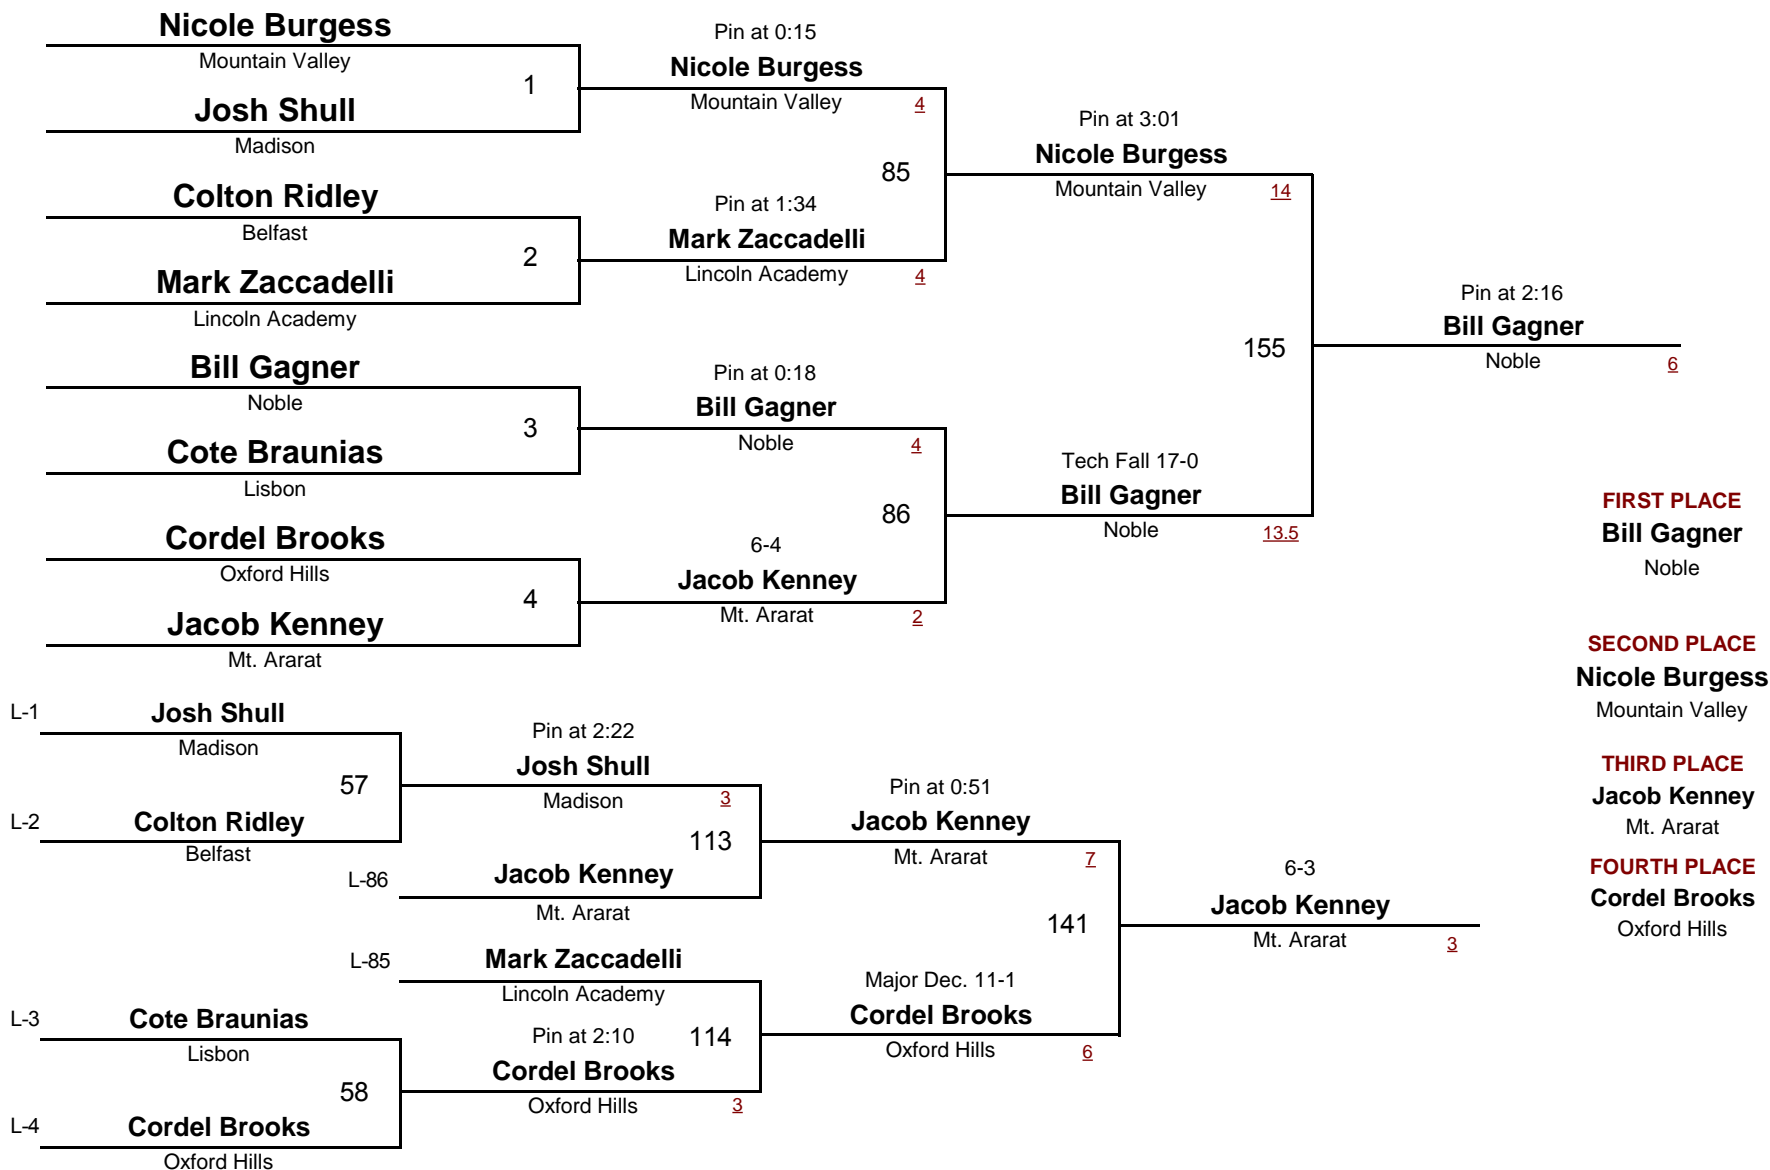 Nicole Burgess
Mountain Valley
1
Josh Shull
Madison
Colton Ridley
Belfast
2
Mark Zaccadelli
Lincoln Academy
Bill Gagner
Noble
3
Cote Braunias
Lisbon
Cordel Brooks
Oxford Hills
4
Jacob Kenney
Mt. Ararat
Pin at 0:15
Nicole Burgess
Mountain Valley 4
85
Pin at 1:34
Mark Zaccadelli
Lincoln Academy 4
Pin at 0:18
Bill Gagner
Noble 4
86
6-4
Jacob Kenney
Mt. Ararat 2
Pin at 3:01
Nicole Burgess
Mountain Valley 14
155
Tech Fall 17-0
Bill Gagner
Noble 13.5
Pin at 2:16
Bill Gagner
Noble 6
FIRST PLACE
Bill Gagner
Noble
SECOND PLACE
Nicole Burgess
Mountain Valley
THIRD PLACE
Jacob Kenney
Mt. Ararat
FOURTH PLACE
Cordel Brooks
Oxford Hills
L-1 Josh Shull
Madison
57
L-2 Colton Ridley
Belfast
Pin at 2:22
Josh Shull
Madison 3
113
L-86 Jacob Kenney
Mt. Ararat
L-85 Mark Zaccadelli
Lincoln Academy
L-3 Cote Braunias
Lisbon
58
L-4 Cordel Brooks
Oxford Hills
Pin at 2:10 114
Cordel Brooks
Oxford Hills 3
Pin at 0:51
Jacob Kenney
Mt. Ararat 7
141
Major Dec. 11-1
Cordel Brooks
Oxford Hills 6
6-3
Jacob Kenney
Mt. Ararat 3